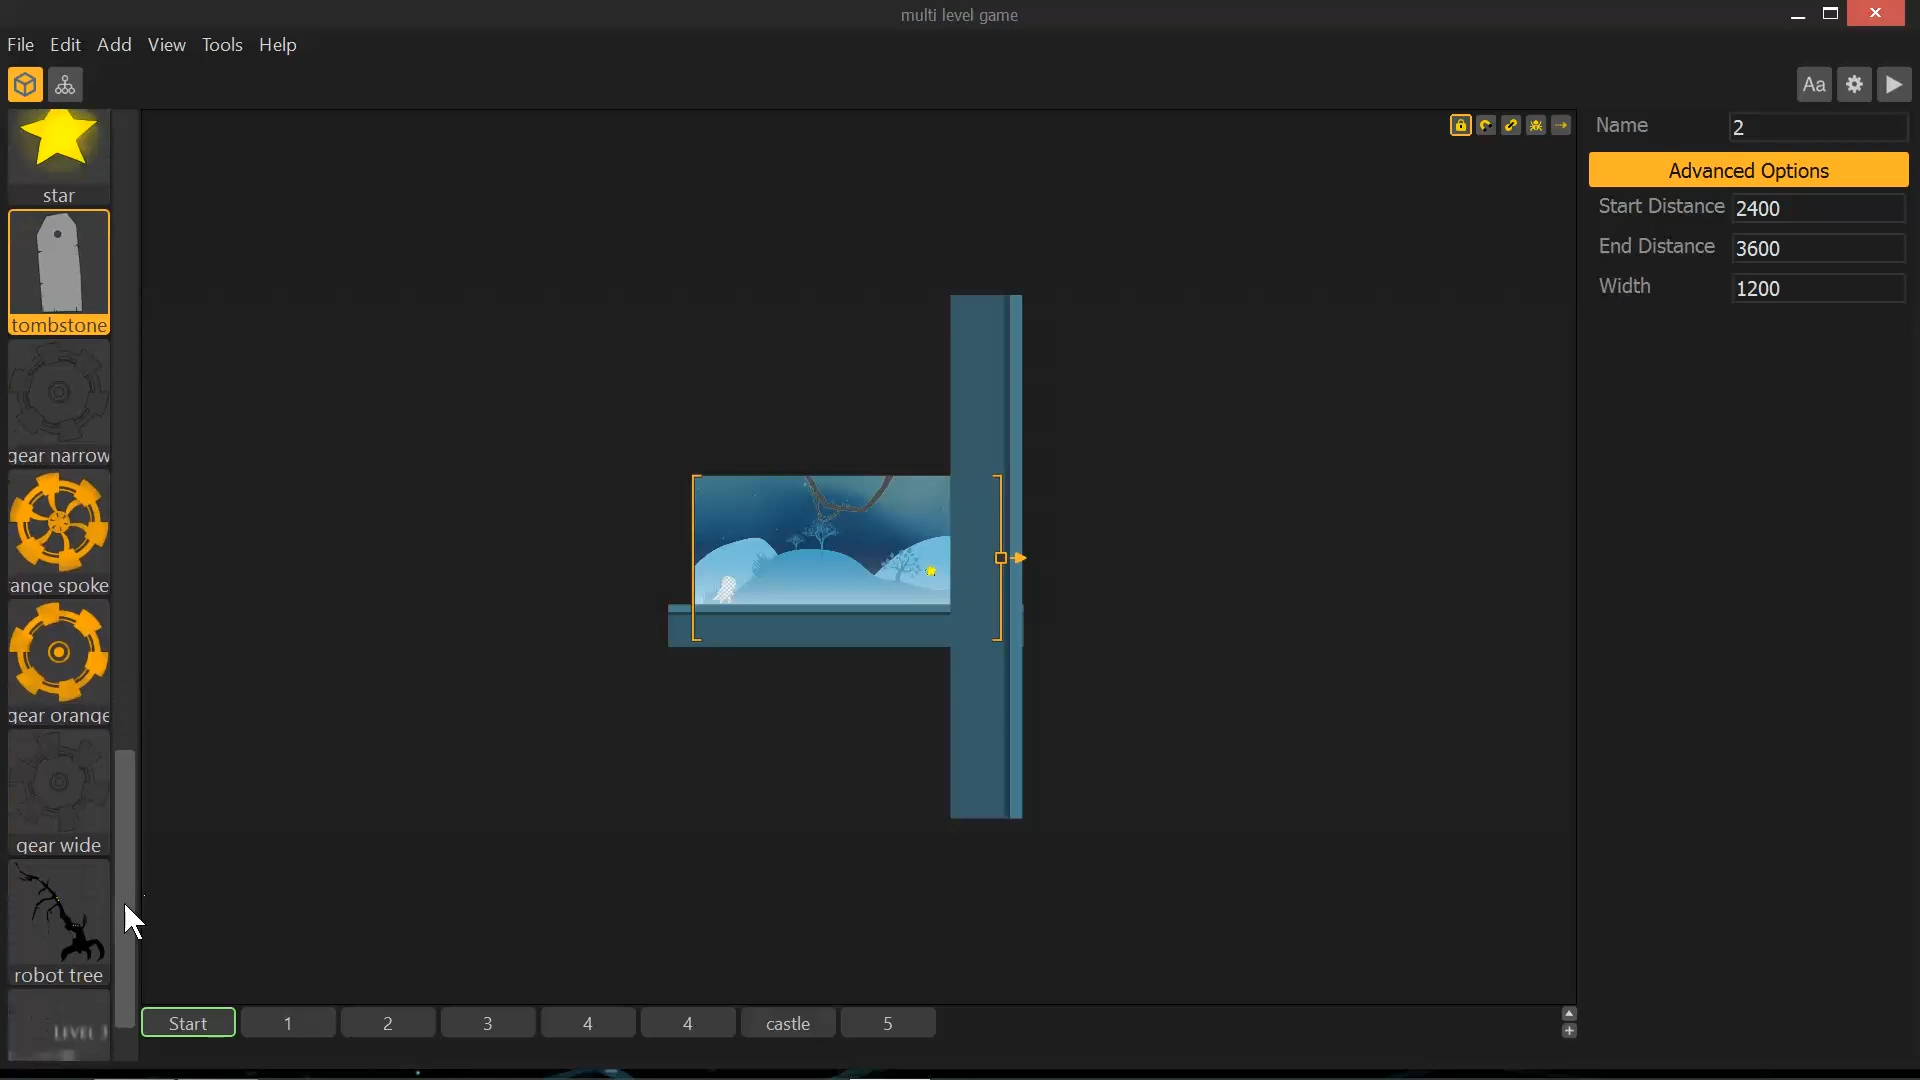 multi level game
File Edit Add View Tools Help
Aa
Name 2
Advanced Options
Start Distance 2400
End Distance 3600
Width 1200
star
tombstone
gear narrow
ange spoke
gear orange
gear wide
robot tree
LEVEL
Start 1 2 3 4 4 castle 5